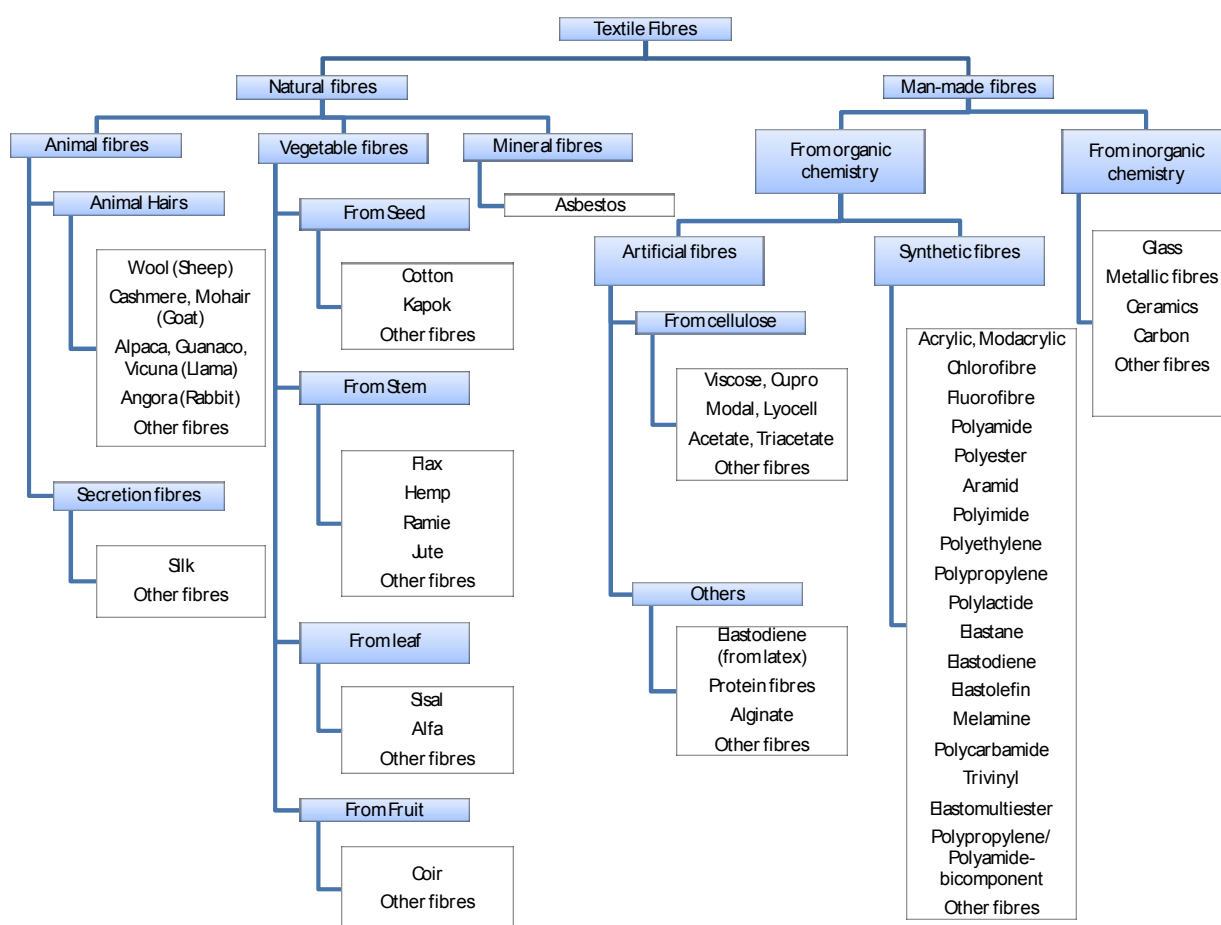 Textile Fibres
Natural fibres
Man-made fibres
Animal fibres
Vegetable fibres
Mineral fibres
From organic
chemistry
From inorganic
chemistry
Animal Hairs
Wool (Sheep)
Cashmere, Mohair
(Goat)
Alpaca, Guanaco,
Vicuna (Llama)
Angora (Rabbit)
Other fibres
Secretion fibres
Silk
Other fibres
From Seed
Cotton
Kapok
Other fibres
From Stem
Flax
Hemp
Ramie
Jute
Other fibres
From leaf
Sisal
Alfa
Other fibres
From Fruit
Coir
Other fibres
Asbestos
Artificial fibres
From cellulose
Viscose, Cupro
Modal, Lyocell
Acetate, Triacetate
Other fibres
Others
Elastodiene
(from latex)
Protein fibres
Alginate
Other fibres
Synthetic fibres
Acrylic, Modacrylic
Chlorofibre
Fluorofibre
Polyamide
Polyester
Aramid
Polyimide
Polyethylene
Polypropylene
Polylactide
Elastane
Elastodiene
Elastolefin
Melamine
Polycarbamide
Trivinyl
Elastomultiester
Polypropylene/
Polyamide-
bicomponent
Other fibres
Glass
Metallic fibres
Ceramics
Carbon
Other fibres